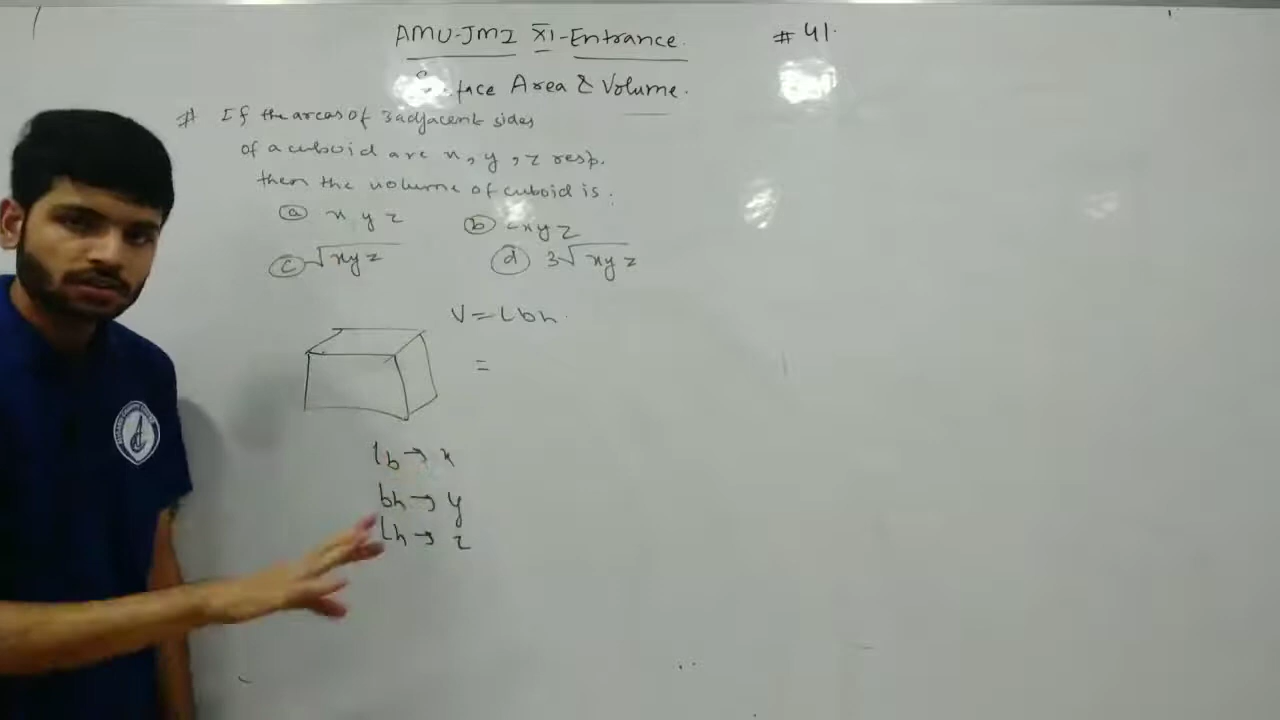 AMU-JMI XI-Entrance. # 41.
face Area & Volume.
# If the areas of 3 adjacent sides
of a cuboid are x, y, z resp.
then the volume of cuboid is:
(a) x y z (b) xyz
(c) √xyz (d) 3√xyz
V = lbh.
=
lb → x
bh → y
lh → z